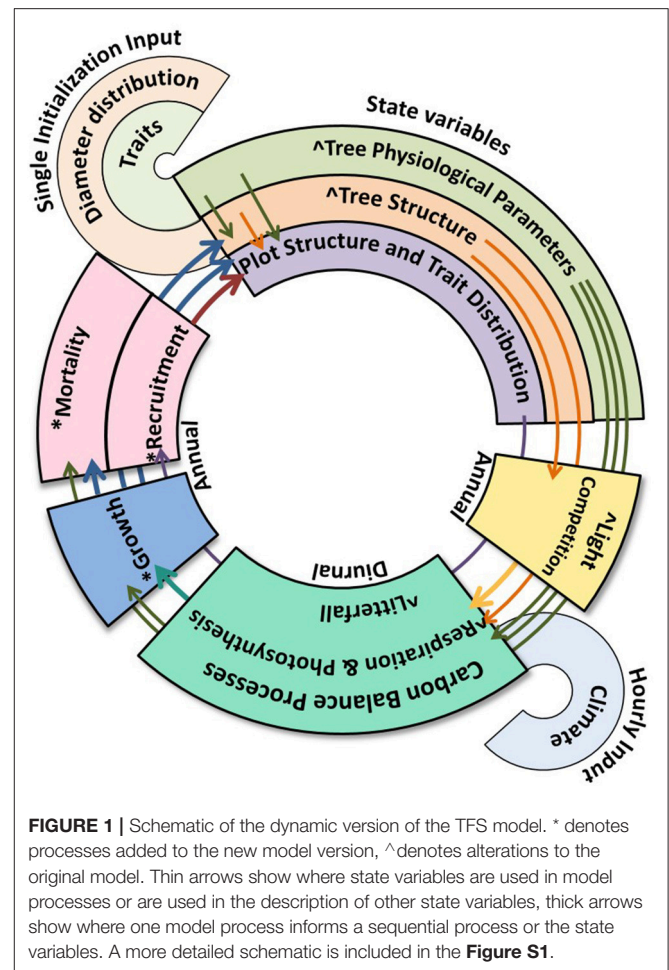 Single Initialization Input
Diameter distribution
Traits
State variables
^Tree Physiological Parameters
^Tree Structure
Plot Structure and Trait Distribution
*Mortality
*Recruitment
Annual
*Growth
Annual
^Light
Competition
Diurnal
^Litterfall
^Respiration & Photosynthesis
Carbon Balance Processes
Climate
Hourly Input
FIGURE 1 | Schematic of the dynamic version of the TFS model. * denotes
processes added to the new model version, ^denotes alterations to the
original model. Thin arrows show where state variables are used in model
processes or are used in the description of other state variables, thick arrows
show where one model process informs a sequential process or the state
variables. A more detailed schematic is included in the Figure S1.